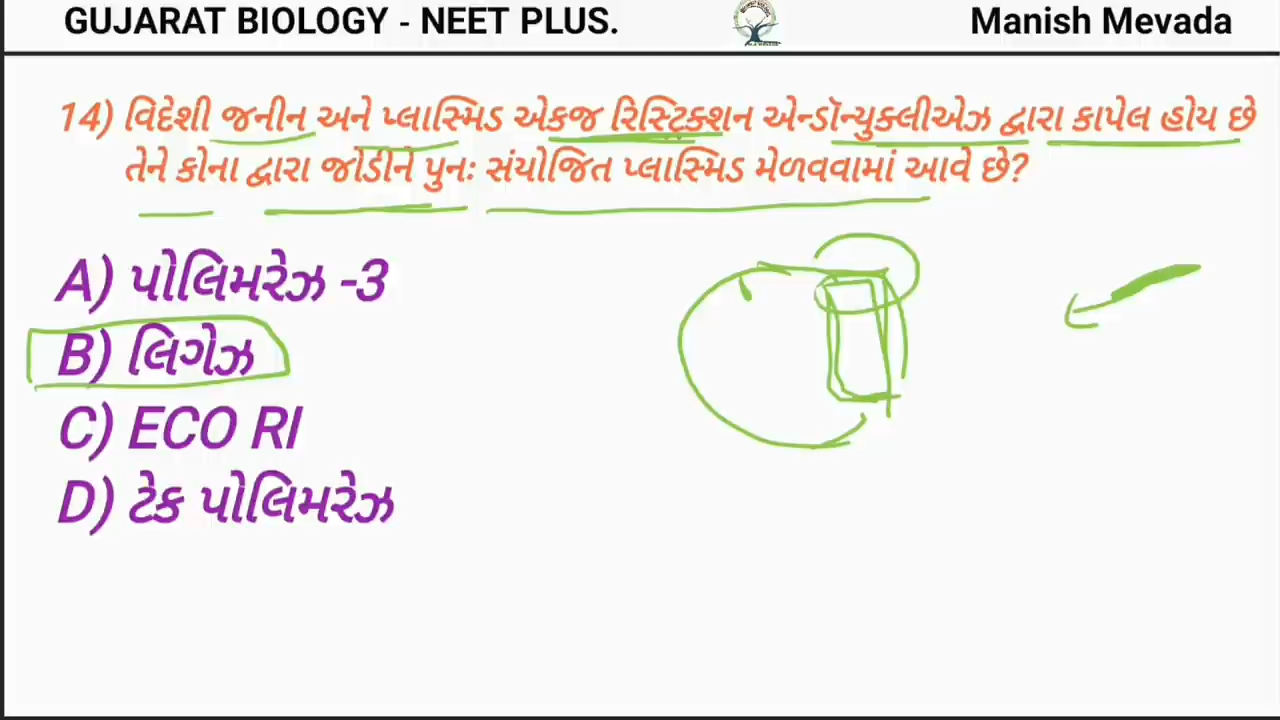 GUJARAT BIOLOGY - NEET PLUS.
Manish Mevada
14) વિદેશી જનીન અને પ્લાસ્મિડ એકજ રિસ્ટ્રિક્શન એન્ડૉન્યુક્લીએઝ દ્વારા કાપેલ હોય છે
તેને કોના દ્વારા જોડીને પુનઃ સંયોજિત પ્લાસ્મિડ મેળવવામાં આવે છે?
A) પોલિમરેઝ -3
B) લિગેઝ
C) ECO RI
D) ટેક પોલિમરેઝ